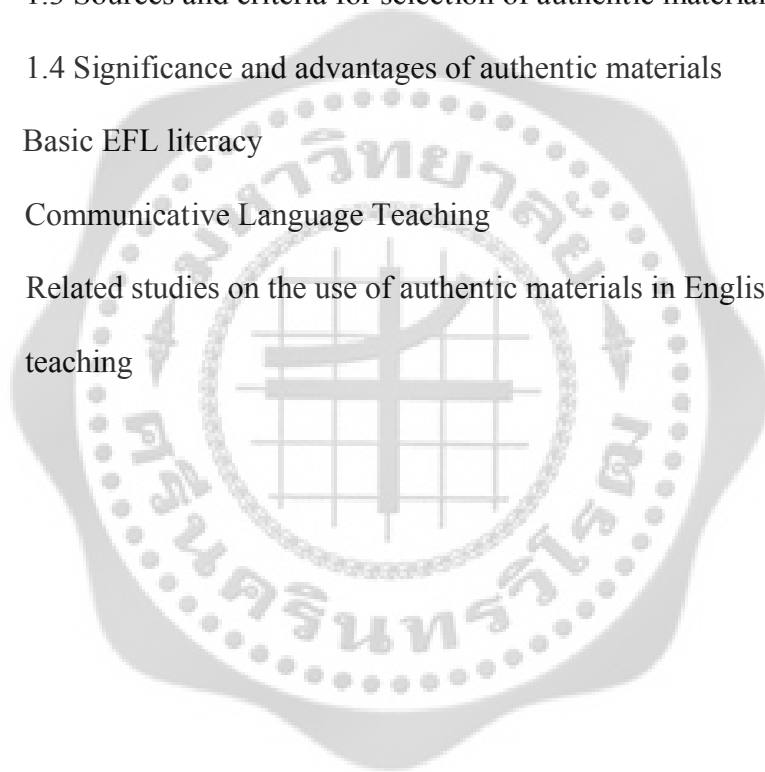 1.3 Sources and criteria for selection of authentic material
1.4 Significance and advantages of authentic materials
Basic EFL literacy
Communicative Language Teaching
Related studies on the use of authentic materials in Englis
teaching
มหาวิทยาลัย
ศรีนครินทรวิโรฒ